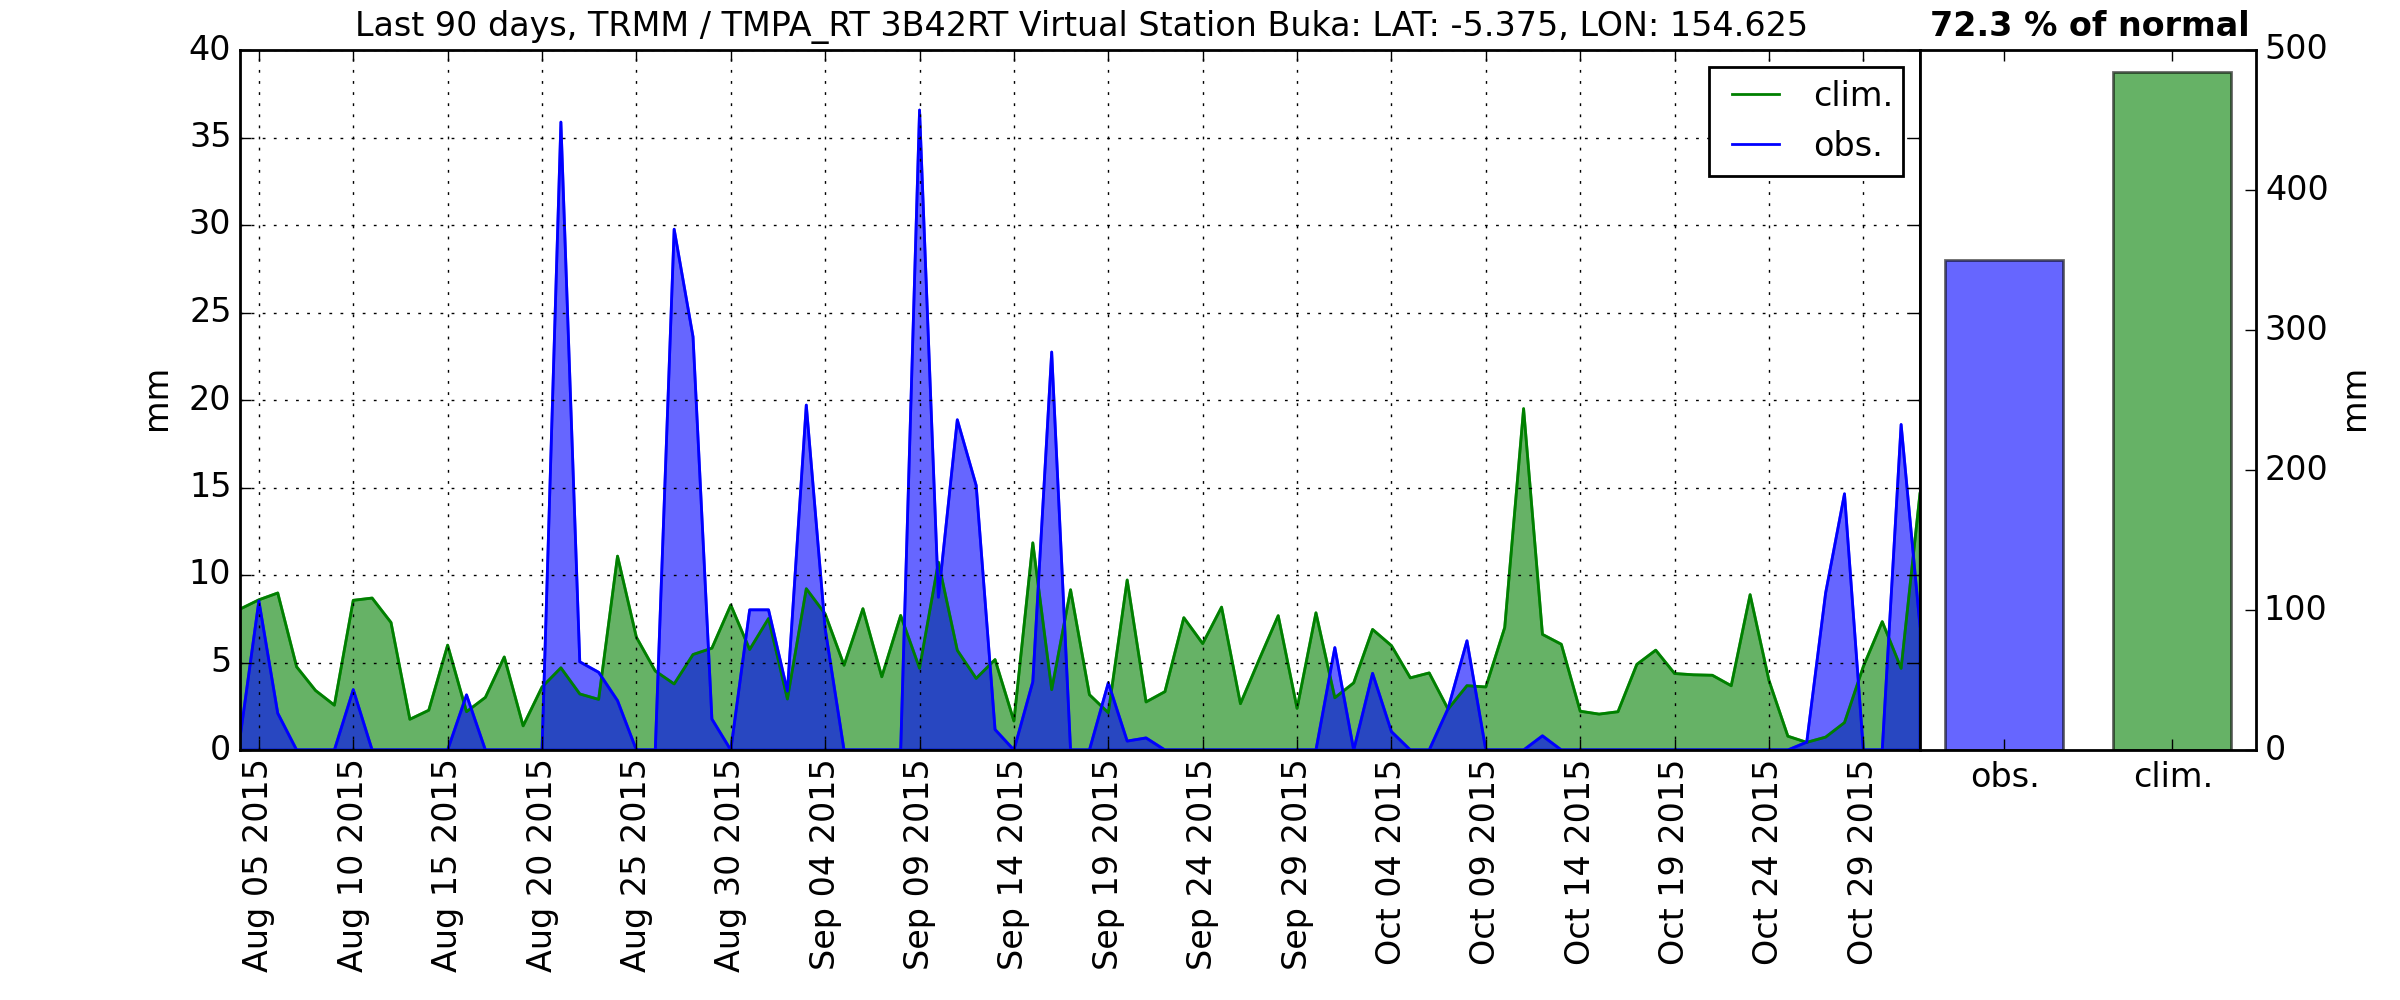 Last 90 days, TRMM / TMPA_RT 3B42RT Virtual Station Buka: LAT: -5.375, LON: 154.625
72.3 % of normal
40
35
30
25
20
15
10
5
0
mm
clim.
obs.
500
400
300
200
100
0
mm
Aug 05 2015
Aug 10 2015
Aug 15 2015
Aug 20 2015
Aug 25 2015
Aug 30 2015
Sep 04 2015
Sep 09 2015
Sep 14 2015
Sep 19 2015
Sep 24 2015
Sep 29 2015
Oct 04 2015
Oct 09 2015
Oct 14 2015
Oct 19 2015
Oct 24 2015
Oct 29 2015
obs.
clim.